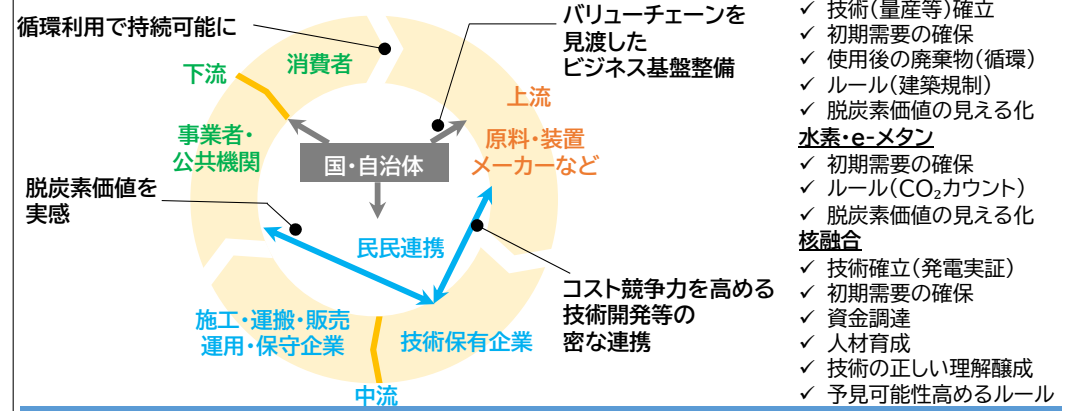 循環利用で持続可能に
バリューチェーンを
見渡した
ビジネス基盤整備
消費者
下流
上流
事業者・
公共機関
原料・装置
メーカーなど
国・自治体
脱炭素価値を
実感
民民連携
コスト競争力を高める
技術開発等の
密な連携
施工・運搬・販売
運用・保守企業
技術保有企業
中流
✓ 技術(量産等)確立
✓ 初期需要の確保
✓ 使用後の廃棄物(循環)
✓ ルール(建築規制)
✓ 脱炭素価値の見える化
水素・e-メタン
✓ 初期需要の確保
✓ ルール(CO₂カウント)
✓ 脱炭素価値の見える化
核融合
✓ 技術確立(発電実証)
✓ 初期需要の確保
✓ 資金調達
✓ 人材育成
✓ 技術の正しい理解醸成
✓ 予見可能性高めるルール